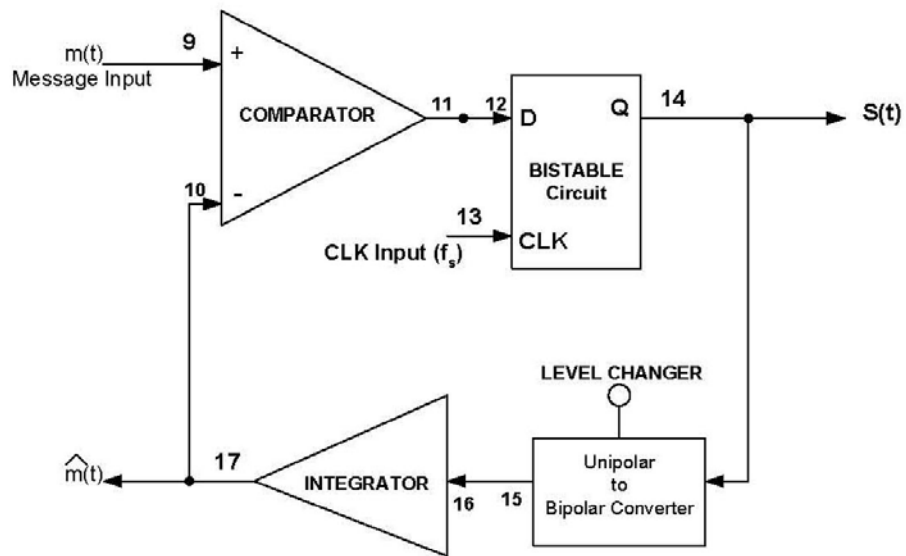 9
m(t)
Message Input
+
COMPARATOR
10
-
11
12
D
Q
14
S(t)
BISTABLE
Circuit
13
CLK
CLK Input (fs)
LEVEL CHANGER
m̂(t)
17
INTEGRATOR
16
15
Unipolar
to
Bipolar Converter